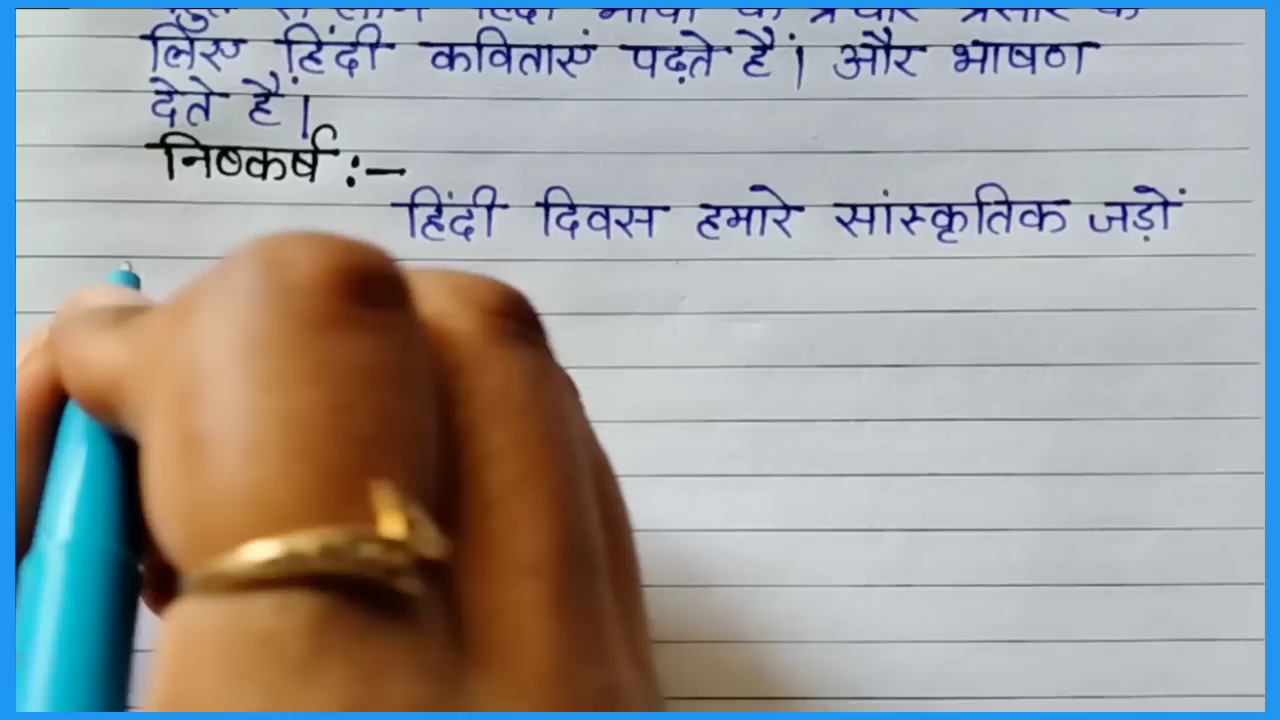 लिए हिंदी कविताएं पढ़ते हैं। और भाषण
देते हैं।
निष्कर्ष :-
हिंदी दिवस हमारे सांस्कृतिक जड़ों